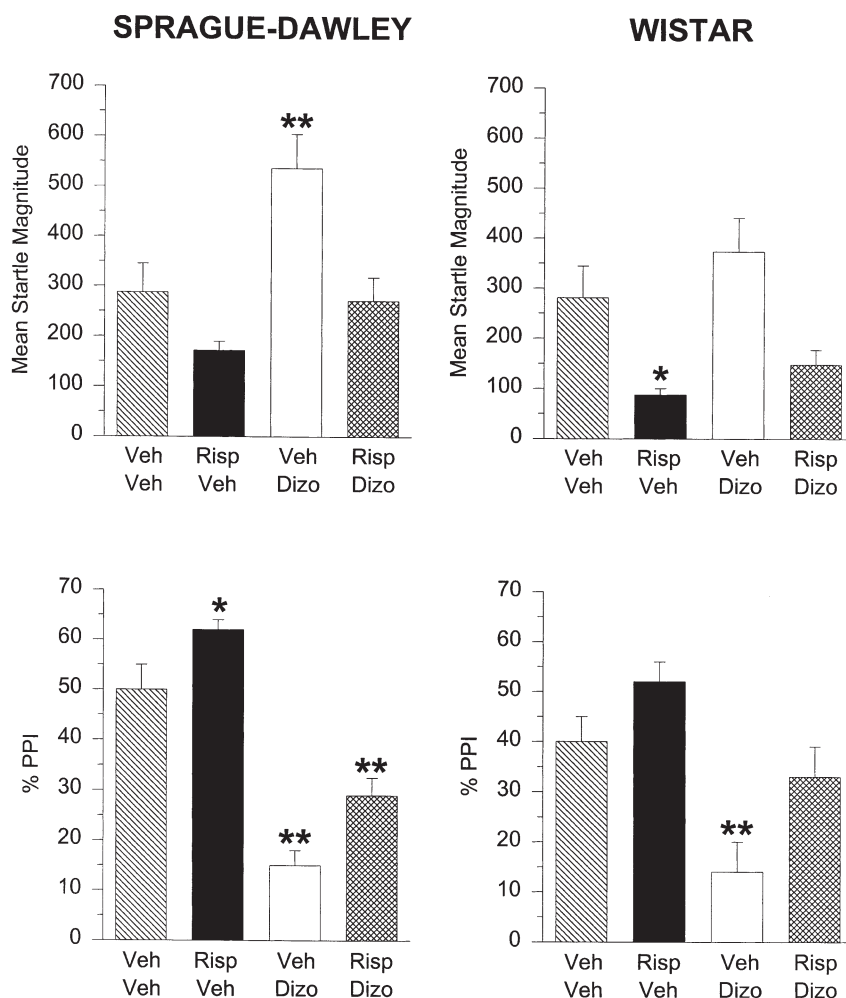 SPRAGUE-DAWLEY
WISTAR
Mean Startle Magnitude
700
600
500
400
300
200
100
0
**
Veh Risp Veh Risp
Veh Veh Dizo Dizo
Mean Startle Magnitude
700
600
500
400
300
200
100
0
*
Veh Risp Veh Risp
Veh Veh Dizo Dizo
% PPI
70
60
50
40
30
20
10
0
*
**
**
Veh Risp Veh Risp
Veh Veh Dizo Dizo
% PPI
70
60
50
40
30
20
10
0
**
Veh Risp Veh Risp
Veh Veh Dizo Dizo